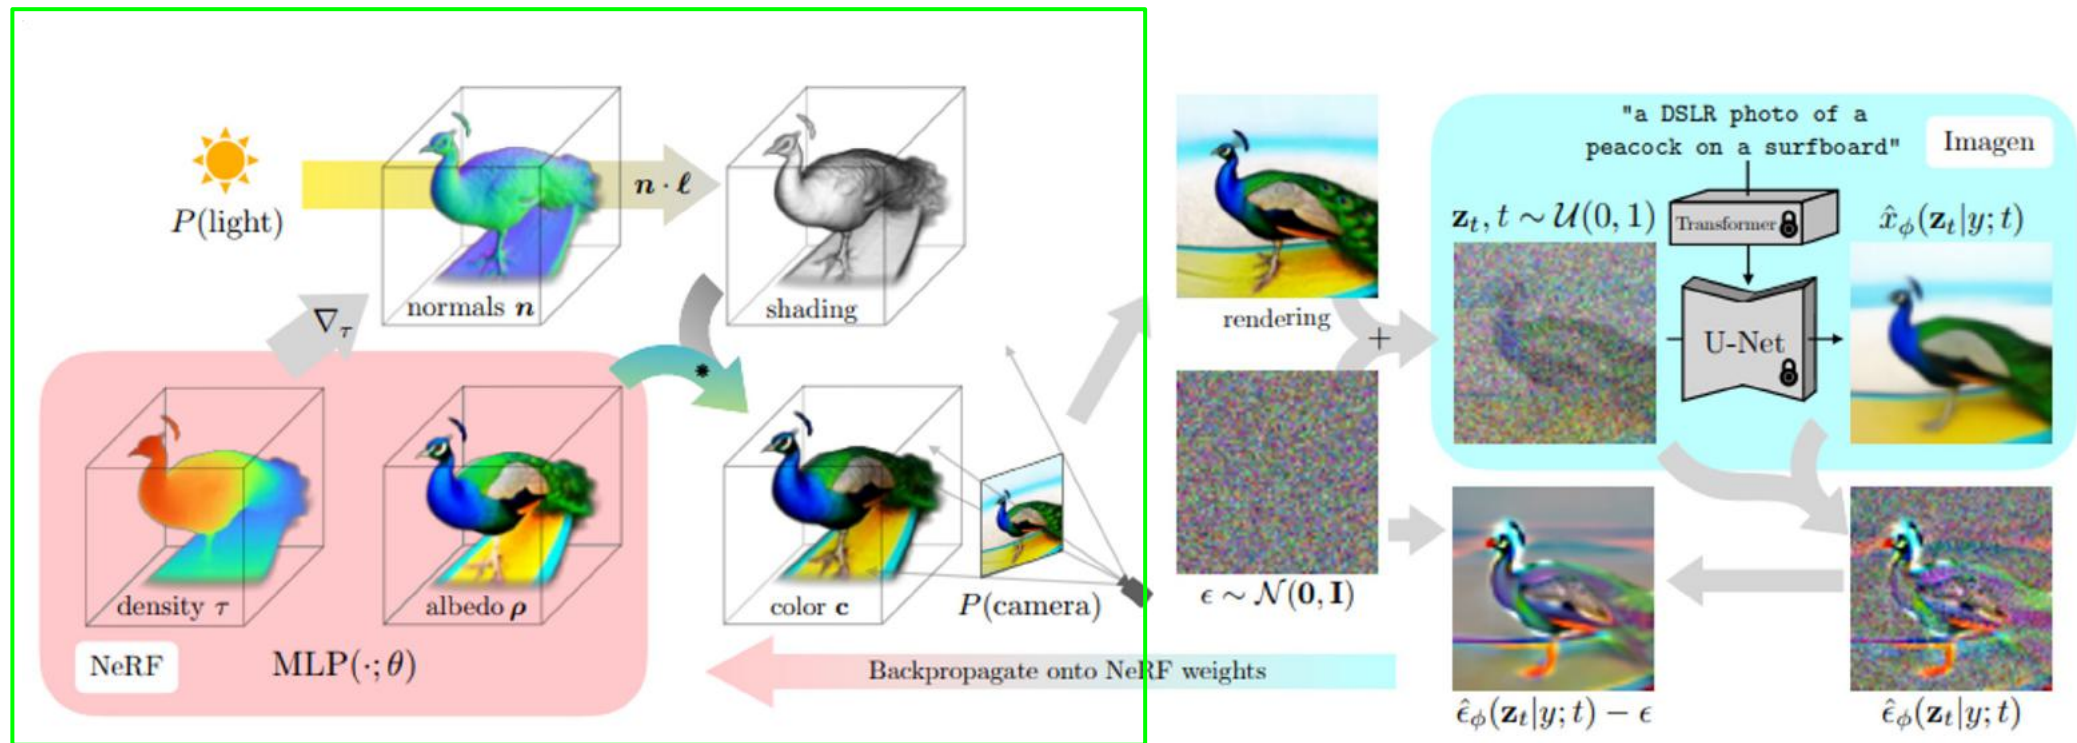 P(light)
n · ℓ
∇τ
normals n
shading
*
density τ
albedo ρ
color c
P(camera)
NeRF
MLP(·; θ)
Backpropagate onto NeRF weights
rendering
+
ϵ ∼ 𝒩(0, I)
"a DSLR photo of a
peacock on a surfboard"
Imagen
z_t, t ∼ 𝒰(0, 1)
Transformer
x̂_ϕ(z_t|y; t)
U-Net
ϵ̂_ϕ(z_t|y; t) − ϵ
ϵ̂_ϕ(z_t|y; t)